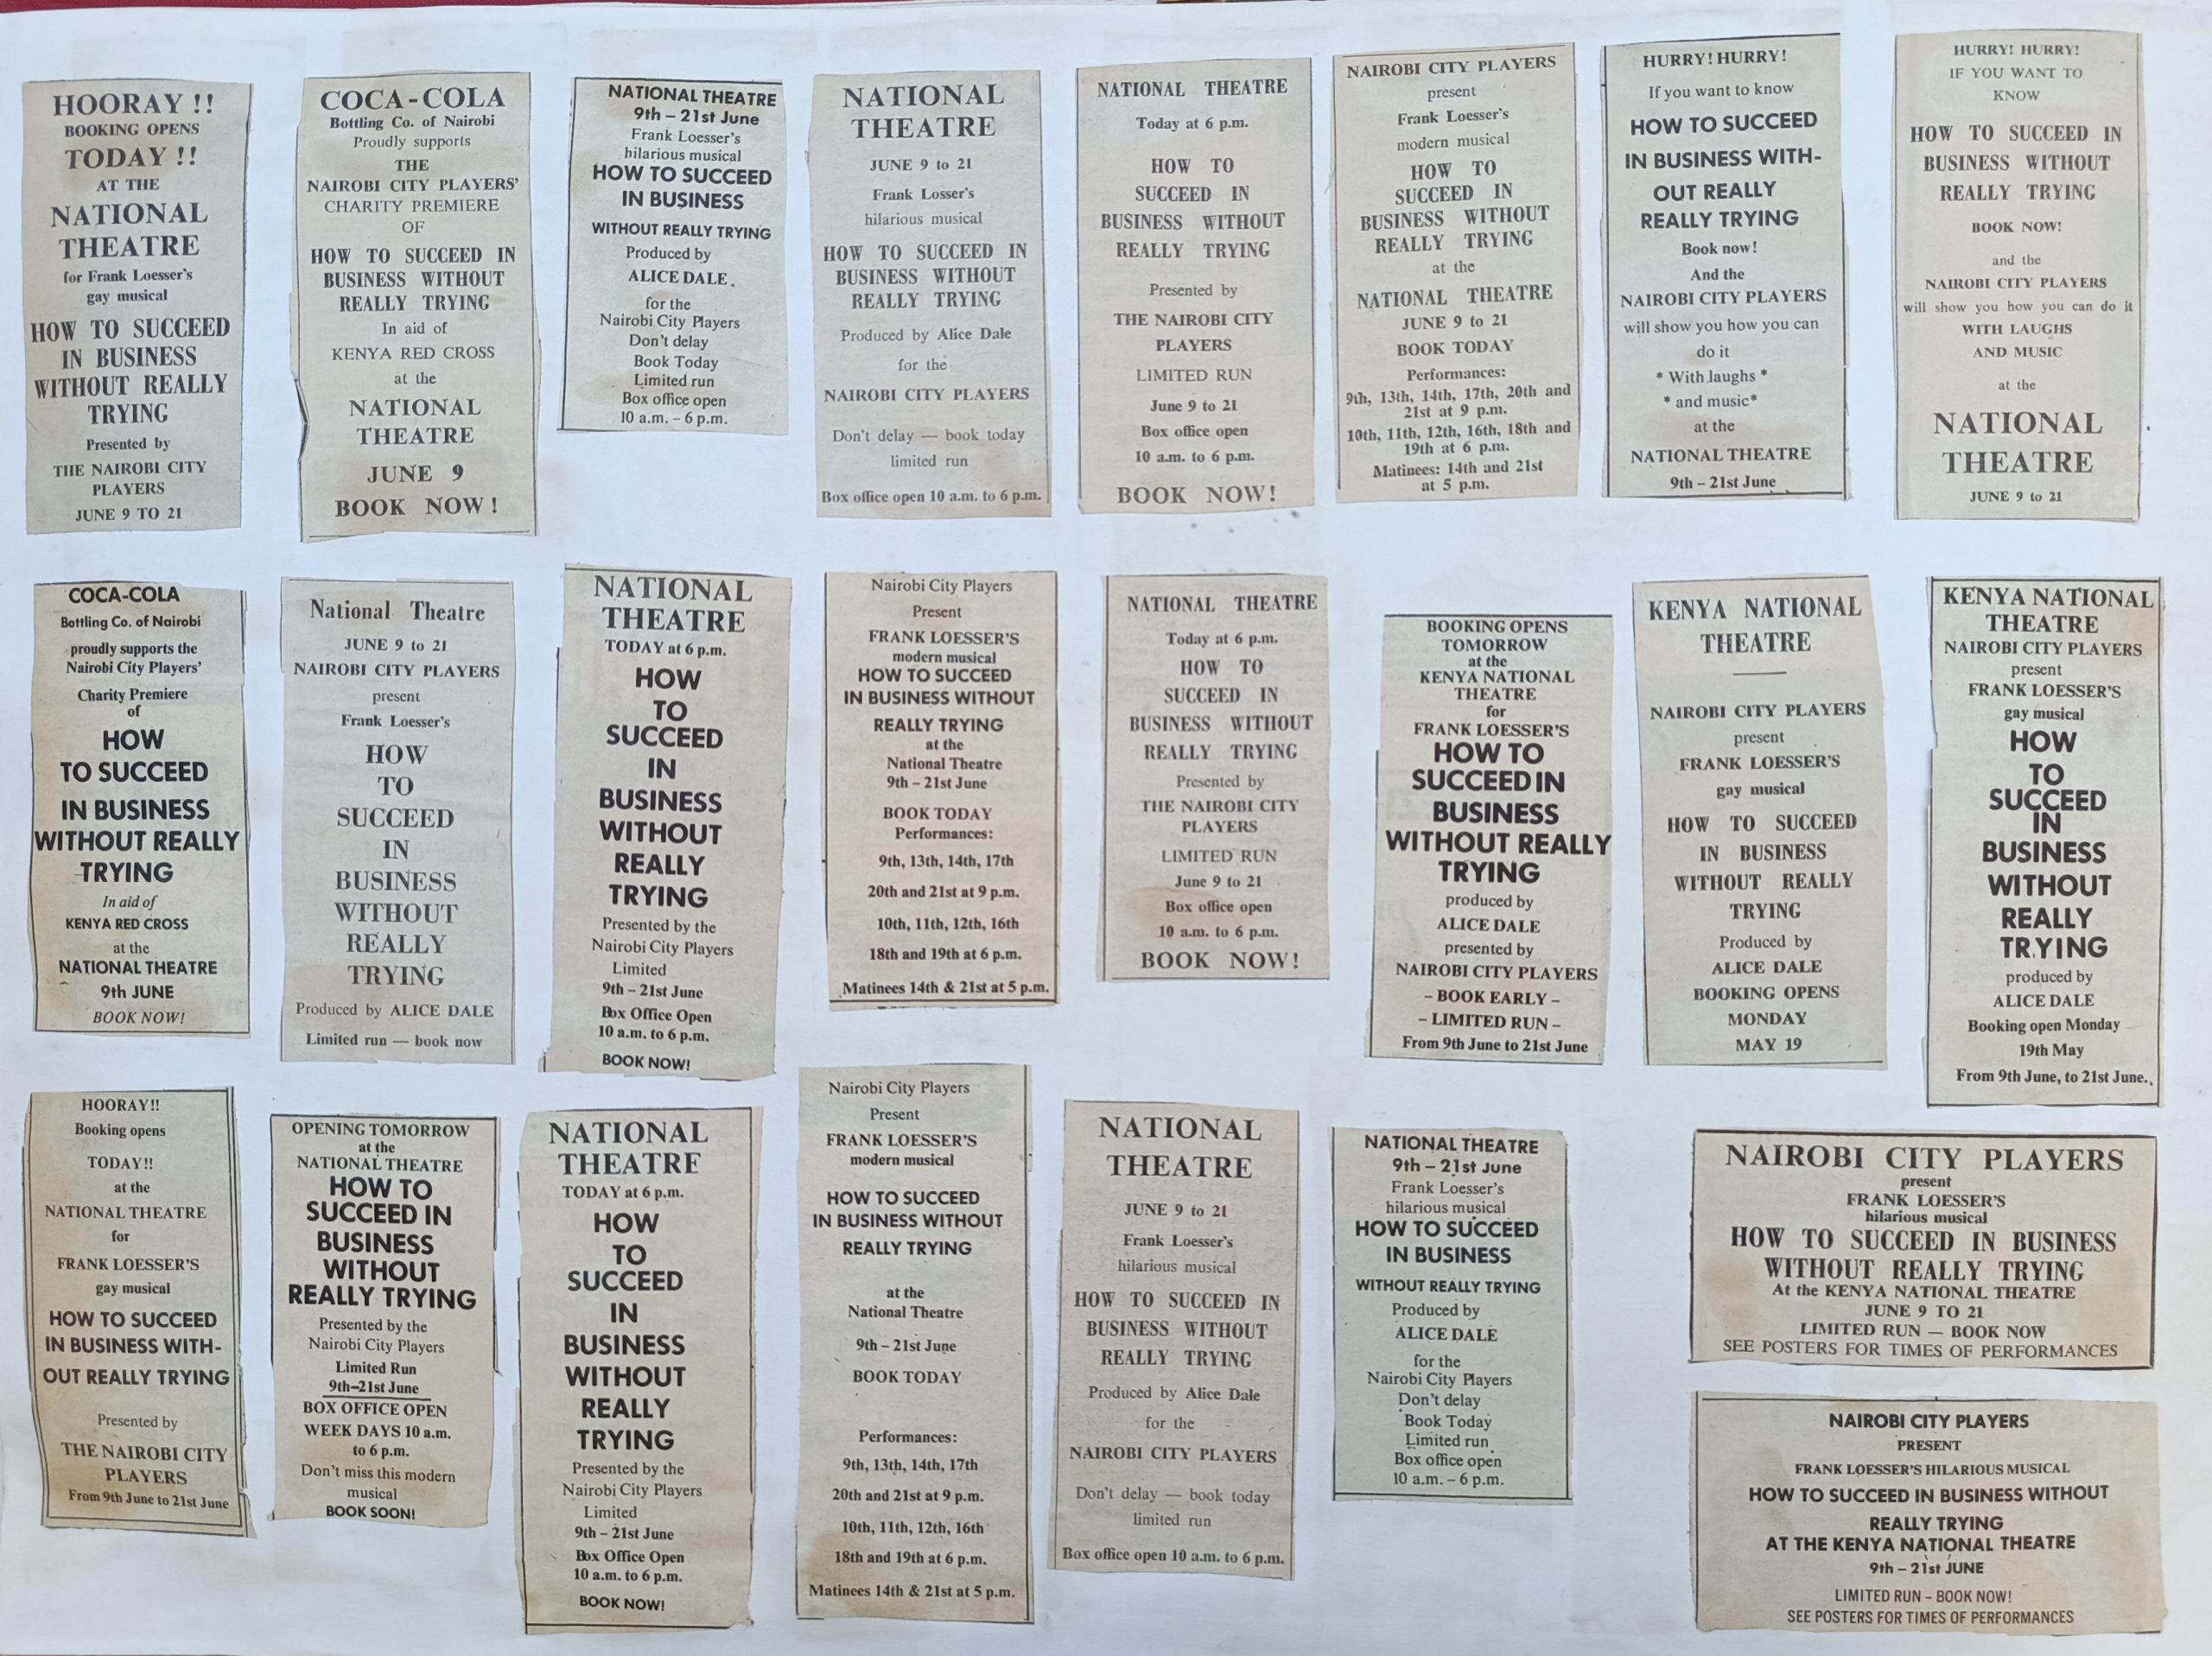 HOORAY !!
BOOKING OPENS
TODAY !!
AT THE
NATIONAL
THEATRE
for Frank Loesser's
gay musical
HOW TO SUCCEED
IN BUSINESS
WITHOUT REALLY
TRYING
Presented by
THE NAIROBI CITY
PLAYERS
JUNE 9 TO 21
COCA-COLA
Bottling Co. of Nairobi
Proudly supports
THE
NAIROBI CITY PLAYERS'
CHARITY PREMIERE
OF
HOW TO SUCCEED IN
BUSINESS WITHOUT
REALLY TRYING
In aid of
KENYA RED CROSS
at the
NATIONAL
THEATRE
JUNE 9
BOOK NOW!
NATIONAL THEATRE
9th – 21st June
Frank Loesser's
hilarious musical
HOW TO SUCCEED
IN BUSINESS
WITHOUT REALLY TRYING
Produced by
ALICE DALE.
for the
Nairobi City Players
Don't delay
Book Today
Limited run
Box office open
10 a.m. – 6 p.m.
NATIONAL
THEATRE
JUNE 9 to 21
Frank Losser's
hilarious musical
HOW TO SUCCEED IN
BUSINESS WITHOUT
REALLY TRYING
Produced by Alice Dale
for the
NAIROBI CITY PLAYERS
Don't delay — book today
limited run
Box office open 10 a.m. to 6 p.m.
NATIONAL THEATRE
Today at 6 p.m.
HOW TO
SUCCEED IN
BUSINESS WITHOUT
REALLY TRYING
Presented by
THE NAIROBI CITY
PLAYERS
LIMITED RUN
June 9 to 21
Box office open
10 a.m. to 6 p.m.
BOOK NOW!
NAIROBI CITY PLAYERS
present
Frank Loesser's
modern musical
HOW TO
SUCCEED IN
BUSINESS WITHOUT
REALLY TRYING
at the
NATIONAL THEATRE
JUNE 9 to 21
BOOK TODAY
Performances:
9th, 13th, 14th, 17th, 20th and
21st at 9 p.m.
10th, 11th, 12th, 16th, 18th and
19th at 6 p.m.
Matinees: 14th and 21st
at 5 p.m.
HURRY! HURRY!
If you want to know
HOW TO SUCCEED
IN BUSINESS WITH-
OUT REALLY
REALLY TRYING
Book now!
And the
NAIROBI CITY PLAYERS
will show you how you can
do it
* With laughs *
* and music*
at the
NATIONAL THEATRE
9th – 21st June
HURRY! HURRY!
IF YOU WANT TO
KNOW
HOW TO SUCCEED IN
BUSINESS WITHOUT
REALLY TRYING
BOOK NOW!
and the
NAIROBI CITY PLAYERS
will show you how you can do it
WITH LAUGHS
AND MUSIC
at the
NATIONAL
THEATRE
JUNE 9 to 21
COCA-COLA
Bottling Co. of Nairobi
proudly supports the
Nairobi City Players'
Charity Premiere
of
HOW
TO SUCCEED
IN BUSINESS
WITHOUT REALLY
TRYING
In aid of
KENYA RED CROSS
at the
NATIONAL THEATRE
9th JUNE
BOOK NOW!
National Theatre
JUNE 9 to 21
NAIROBI CITY PLAYERS
present
Frank Loesser's
HOW
TO
SUCCEED
IN
BUSINESS
WITHOUT
REALLY
TRYING
Produced by ALICE DALE
Limited run — book now
NATIONAL
THEATRE
TODAY at 6 p.m.
HOW
TO
SUCCEED
IN
BUSINESS
WITHOUT
REALLY
TRYING
Presented by the
Nairobi City Players
Limited
9th – 21st June
Box Office Open
10 a.m. to 6 p.m.
BOOK NOW!
Nairobi City Players
Present
FRANK LOESSER'S
modern musical
HOW TO SUCCEED
IN BUSINESS WITHOUT
REALLY TRYING
at the
National Theatre
9th – 21st June
BOOK TODAY
Performances:
9th, 13th, 14th, 17th
20th and 21st at 9 p.m.
10th, 11th, 12th, 16th
18th and 19th at 6 p.m.
Matinees 14th & 21st at 5 p.m.
NATIONAL THEATRE
Today at 6 p.m.
HOW TO
SUCCEED IN
BUSINESS WITHOUT
REALLY TRYING
Presented by
THE NAIROBI CITY
PLAYERS
LIMITED RUN
June 9 to 21
Box office open
10 a.m. to 6 p.m.
BOOK NOW!
BOOKING OPENS
TOMORROW
at the
KENYA NATIONAL
THEATRE
for
FRANK LOESSER'S
HOW TO
SUCCEED IN
BUSINESS
WITHOUT REALLY
TRYING
produced by
ALICE DALE
presented by
NAIROBI CITY PLAYERS
– BOOK EARLY –
– LIMITED RUN –
From 9th June to 21st June
KENYA NATIONAL
THEATRE
NAIROBI CITY PLAYERS
present
FRANK LOESSER'S
gay musical
HOW TO SUCCEED
IN BUSINESS
WITHOUT REALLY
TRYING
Produced by
ALICE DALE
BOOKING OPENS
MONDAY
MAY 19
KENYA NATIONAL
THEATRE
NAIROBI CITY PLAYERS
present
FRANK LOESSER'S
gay musical
HOW
TO
SUCCEED
IN
BUSINESS
WITHOUT
REALLY
TRYING
produced by
ALICE DALE
Booking open Monday
19th May
From 9th June, to 21st June.
HOORAY!!
Booking opens
TODAY!!
at the
NATIONAL THEATRE
for
FRANK LOESSER'S
gay musical
HOW TO SUCCEED
IN BUSINESS WITH-
OUT REALLY TRYING
Presented by
THE NAIROBI CITY
PLAYERS
From 9th June to 21st June
OPENING TOMORROW
at the
NATIONAL THEATRE
HOW TO
SUCCEED IN
BUSINESS
WITHOUT
REALLY TRYING
Presented by the
Nairobi City Players
Limited Run
9th–21st June
BOX OFFICE OPEN
WEEK DAYS 10 a.m.
to 6 p.m.
Don't miss this modern
musical
BOOK SOON!
NATIONAL
THEATRE
TODAY at 6 p.m.
HOW
TO
SUCCEED
IN
BUSINESS
WITHOUT
REALLY
TRYING
Presented by the
Nairobi City Players
Limited
9th – 21st June
Box Office Open
10 a.m. to 6 p.m.
BOOK NOW!
Nairobi City Players
Present
FRANK LOESSER'S
modern musical
HOW TO SUCCEED
IN BUSINESS WITHOUT
REALLY TRYING
at the
National Theatre
9th – 21st June
BOOK TODAY
Performances:
9th, 13th, 14th, 17th
20th and 21st at 9 p.m.
10th, 11th, 12th, 16th
18th and 19th at 6 p.m.
Matinees 14th & 21st at 5 p.m.
NATIONAL
THEATRE
JUNE 9 to 21
Frank Loesser's
hilarious musical
HOW TO SUCCEED IN
BUSINESS WITHOUT
REALLY TRYING
Produced by Alice Dale
for the
NAIROBI CITY PLAYERS
Don't delay — book today
limited run
Box office open 10 a.m. to 6 p.m.
NATIONAL THEATRE
9th – 21st June
Frank Loesser's
hilarious musical
HOW TO SUCCEED
IN BUSINESS
WITHOUT REALLY TRYING
Produced by
ALICE DALE
for the
Nairobi City Players
Don't delay
Book Today
Limited run
Box office open
10 a.m. – 6 p.m.
NAIROBI CITY PLAYERS
present
FRANK LOESSER'S
hilarious musical
HOW TO SUCCEED IN BUSINESS
WITHOUT REALLY TRYING
At the KENYA NATIONAL THEATRE
JUNE 9 TO 21
LIMITED RUN — BOOK NOW
SEE POSTERS FOR TIMES OF PERFORMANCES
NAIROBI CITY PLAYERS
PRESENT
FRANK LOESSER'S HILARIOUS MUSICAL
HOW TO SUCCEED IN BUSINESS WITHOUT
REALLY TRYING
AT THE KENYA NATIONAL THEATRE
9th – 21st JUNE
LIMITED RUN – BOOK NOW!
SEE POSTERS FOR TIMES OF PERFORMANCES